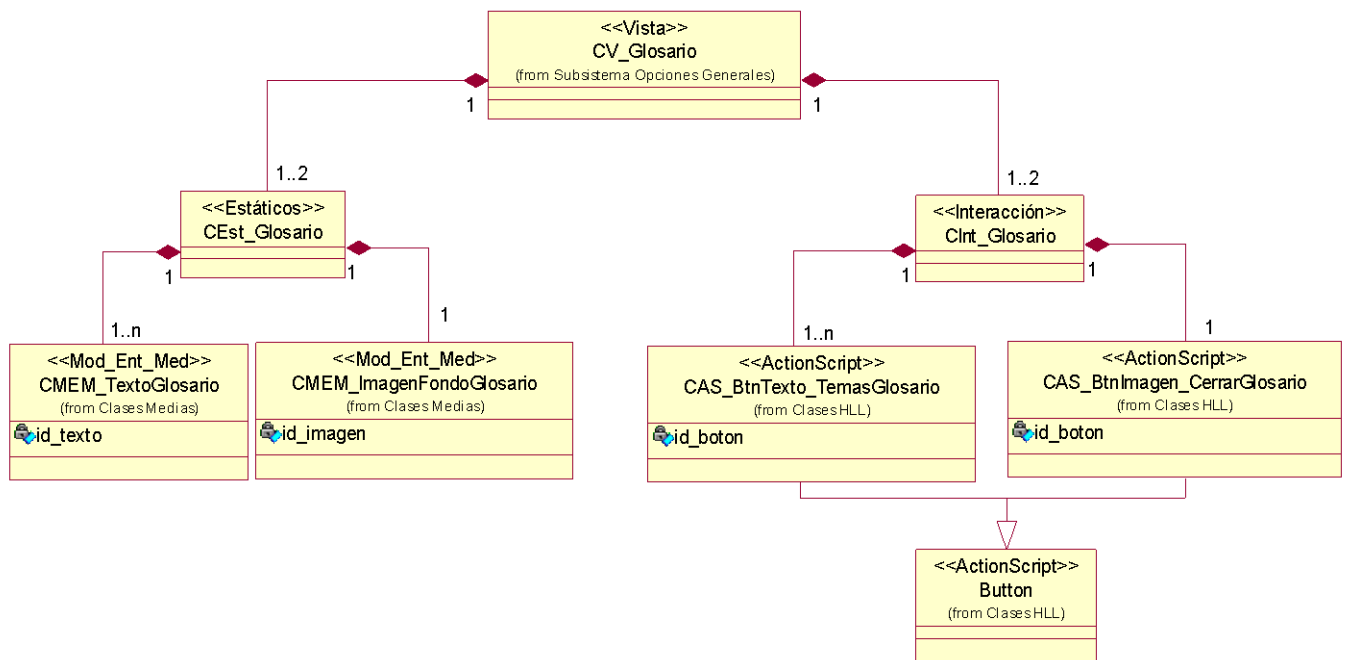 <<Vista>>
CV_Glosario
(from Subsistema Opciones Generales)
1
1
1..2
1..2
<<Estáticos>>
CEst_Glosario
<<Interacción>>
CInt_Glosario
1
1
1
1
1..n
1
1..n
1
<<Mod_Ent_Med>>
CMEM_TextoGlosario
(from Clases Medias)
id_texto
<<Mod_Ent_Med>>
CMEM_ImagenFondoGlosario
(from Clases Medias)
id_imagen
<<ActionScript>>
CAS_BtnTexto_TemasGlosario
(from Clases HLL)
id_boton
<<ActionScript>>
CAS_BtnImagen_CerrarGlosario
(from Clases HLL)
id_boton
<<ActionScript>>
Button
(from Clases HLL)